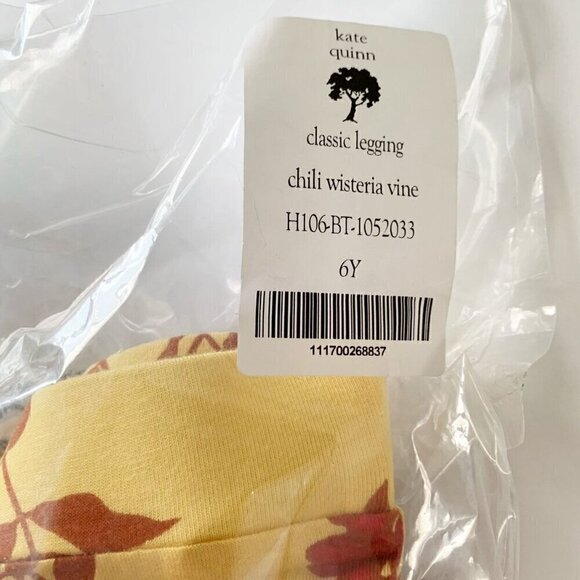 kate
quinn
classic legging
chili wisteria vine
H106-BT-1052033
6Y
111700268837